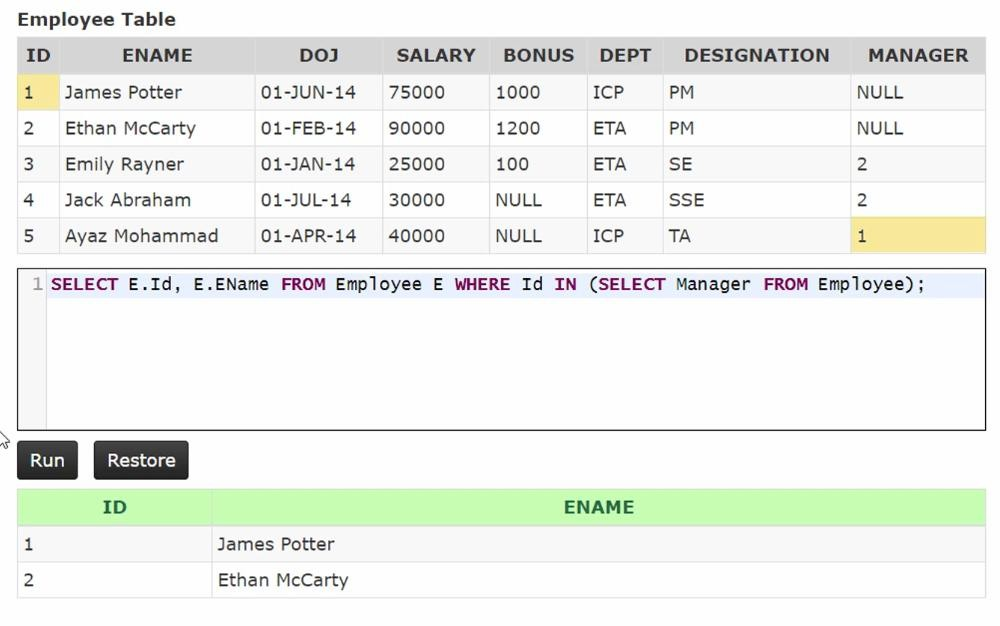 Employee Table
ID ENAME DOJ SALARY BONUS DEPT DESIGNATION MANAGER
1 James Potter 01-JUN-14 75000 1000 ICP PM NULL
2 Ethan McCarty 01-FEB-14 90000 1200 ETA PM NULL
3 Emily Rayner 01-JAN-14 25000 100 ETA SE 2
4 Jack Abraham 01-JUL-14 30000 NULL ETA SSE 2
5 Ayaz Mohammad 01-APR-14 40000 NULL ICP TA 1
1 SELECT E.Id, E.EName FROM Employee E WHERE Id IN (SELECT Manager FROM Employee);
Run Restore
ID ENAME
1 James Potter
2 Ethan McCarty